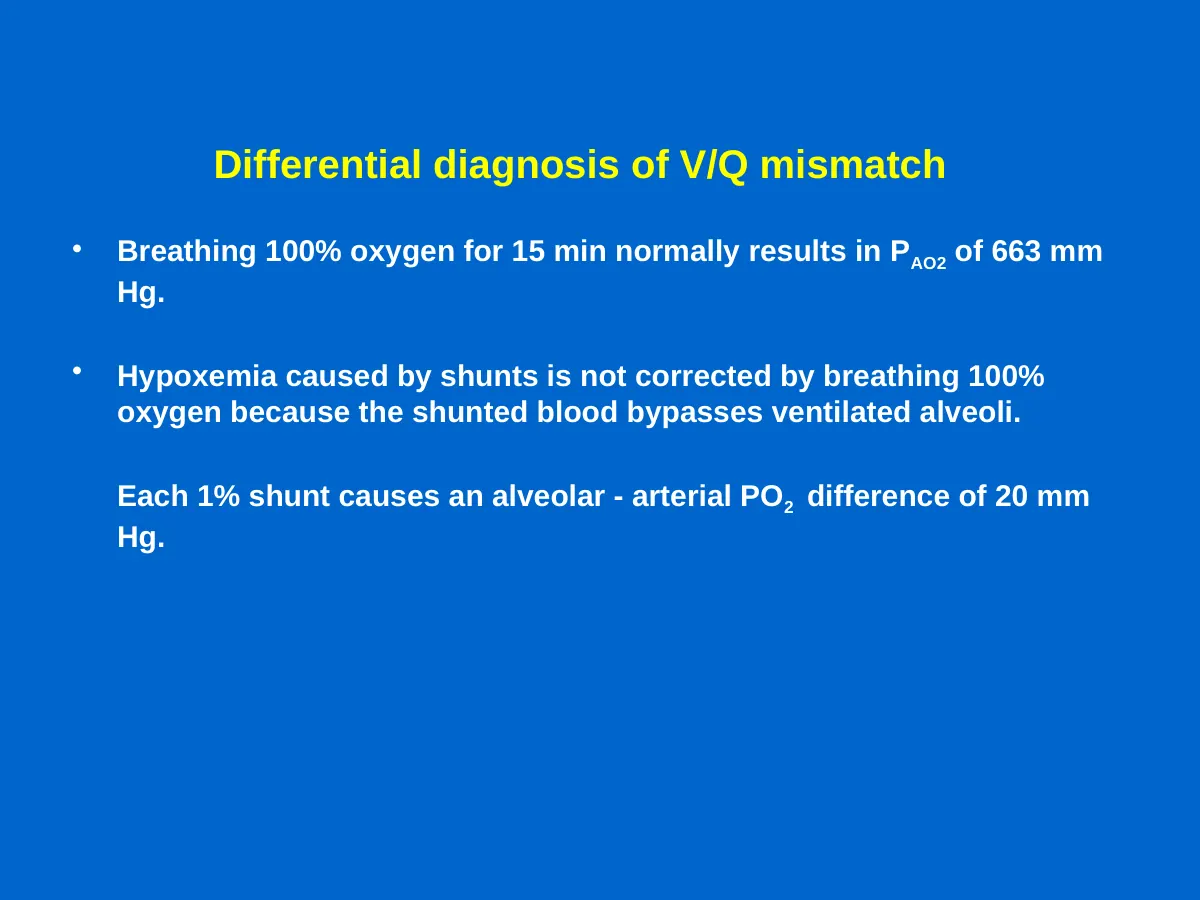 Differential diagnosis of V/Q mismatch
• Breathing 100% oxygen for 15 min normally results in PAO2 of 663 mm
Hg.
• Hypoxemia caused by shunts is not corrected by breathing 100%
oxygen because the shunted blood bypasses ventilated alveoli.
Each 1% shunt causes an alveolar - arterial PO2 difference of 20 mm
Hg.